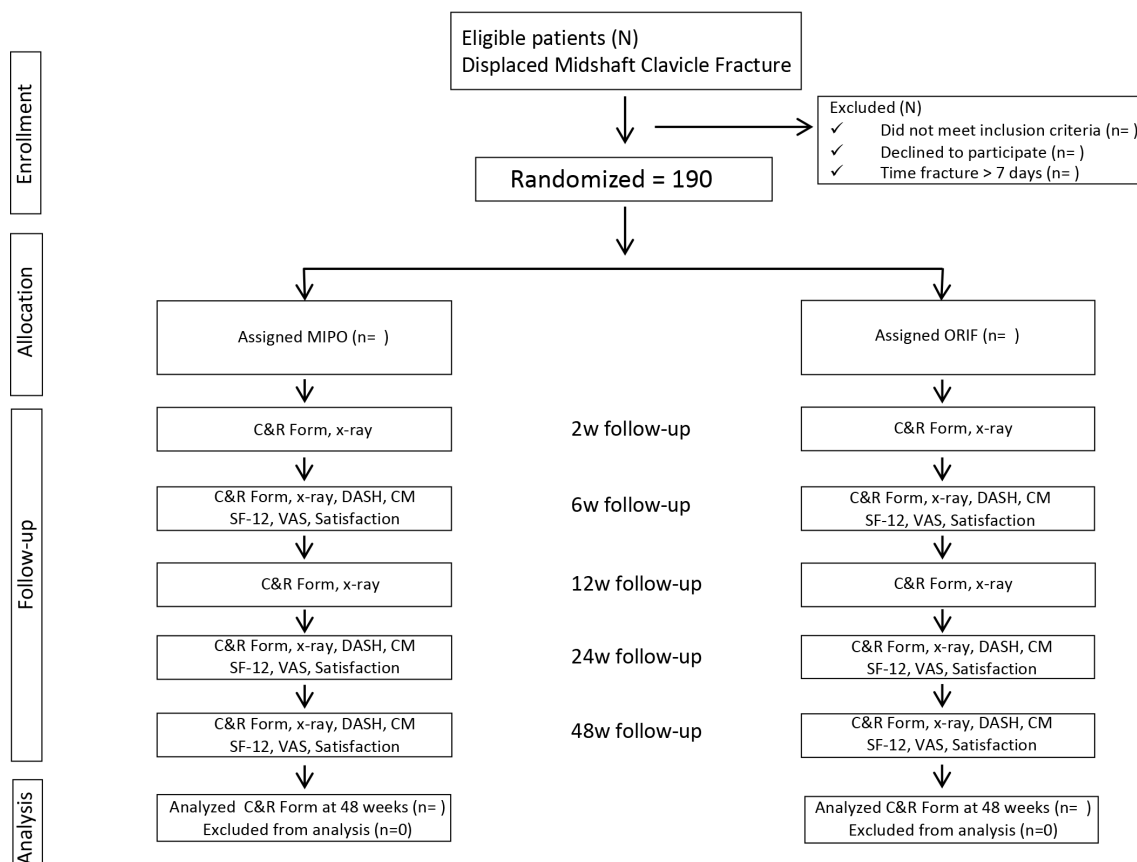 Eligible patients (N)
Displaced Midshaft Clavicle Fracture
Enrollment
Excluded (N)
✓ Did not meet inclusion criteria (n= )
✓ Declined to participate (n= )
✓ Time fracture > 7 days (n= )
Randomized = 190
Allocation
Assigned MIPO (n=  )
Assigned ORIF (n=  )
Follow-up
C&R Form, x-ray
2w follow-up
C&R Form, x-ray
C&R Form, x-ray, DASH, CM
SF-12, VAS, Satisfaction
6w follow-up
C&R Form, x-ray, DASH, CM
SF-12, VAS, Satisfaction
C&R Form, x-ray
12w follow-up
C&R Form, x-ray
C&R Form, x-ray, DASH, CM
SF-12, VAS, Satisfaction
24w follow-up
C&R Form, x-ray, DASH, CM
SF-12, VAS, Satisfaction
C&R Form, x-ray, DASH, CM
SF-12, VAS, Satisfaction
48w follow-up
C&R Form, x-ray, DASH, CM
SF-12, VAS, Satisfaction
Analysis
Analyzed  C&R Form at 48 weeks (n= )
Excluded from analysis (n=0)
Analyzed C&R Form at 48 weeks (n=  )
Excluded from analysis (n=0)